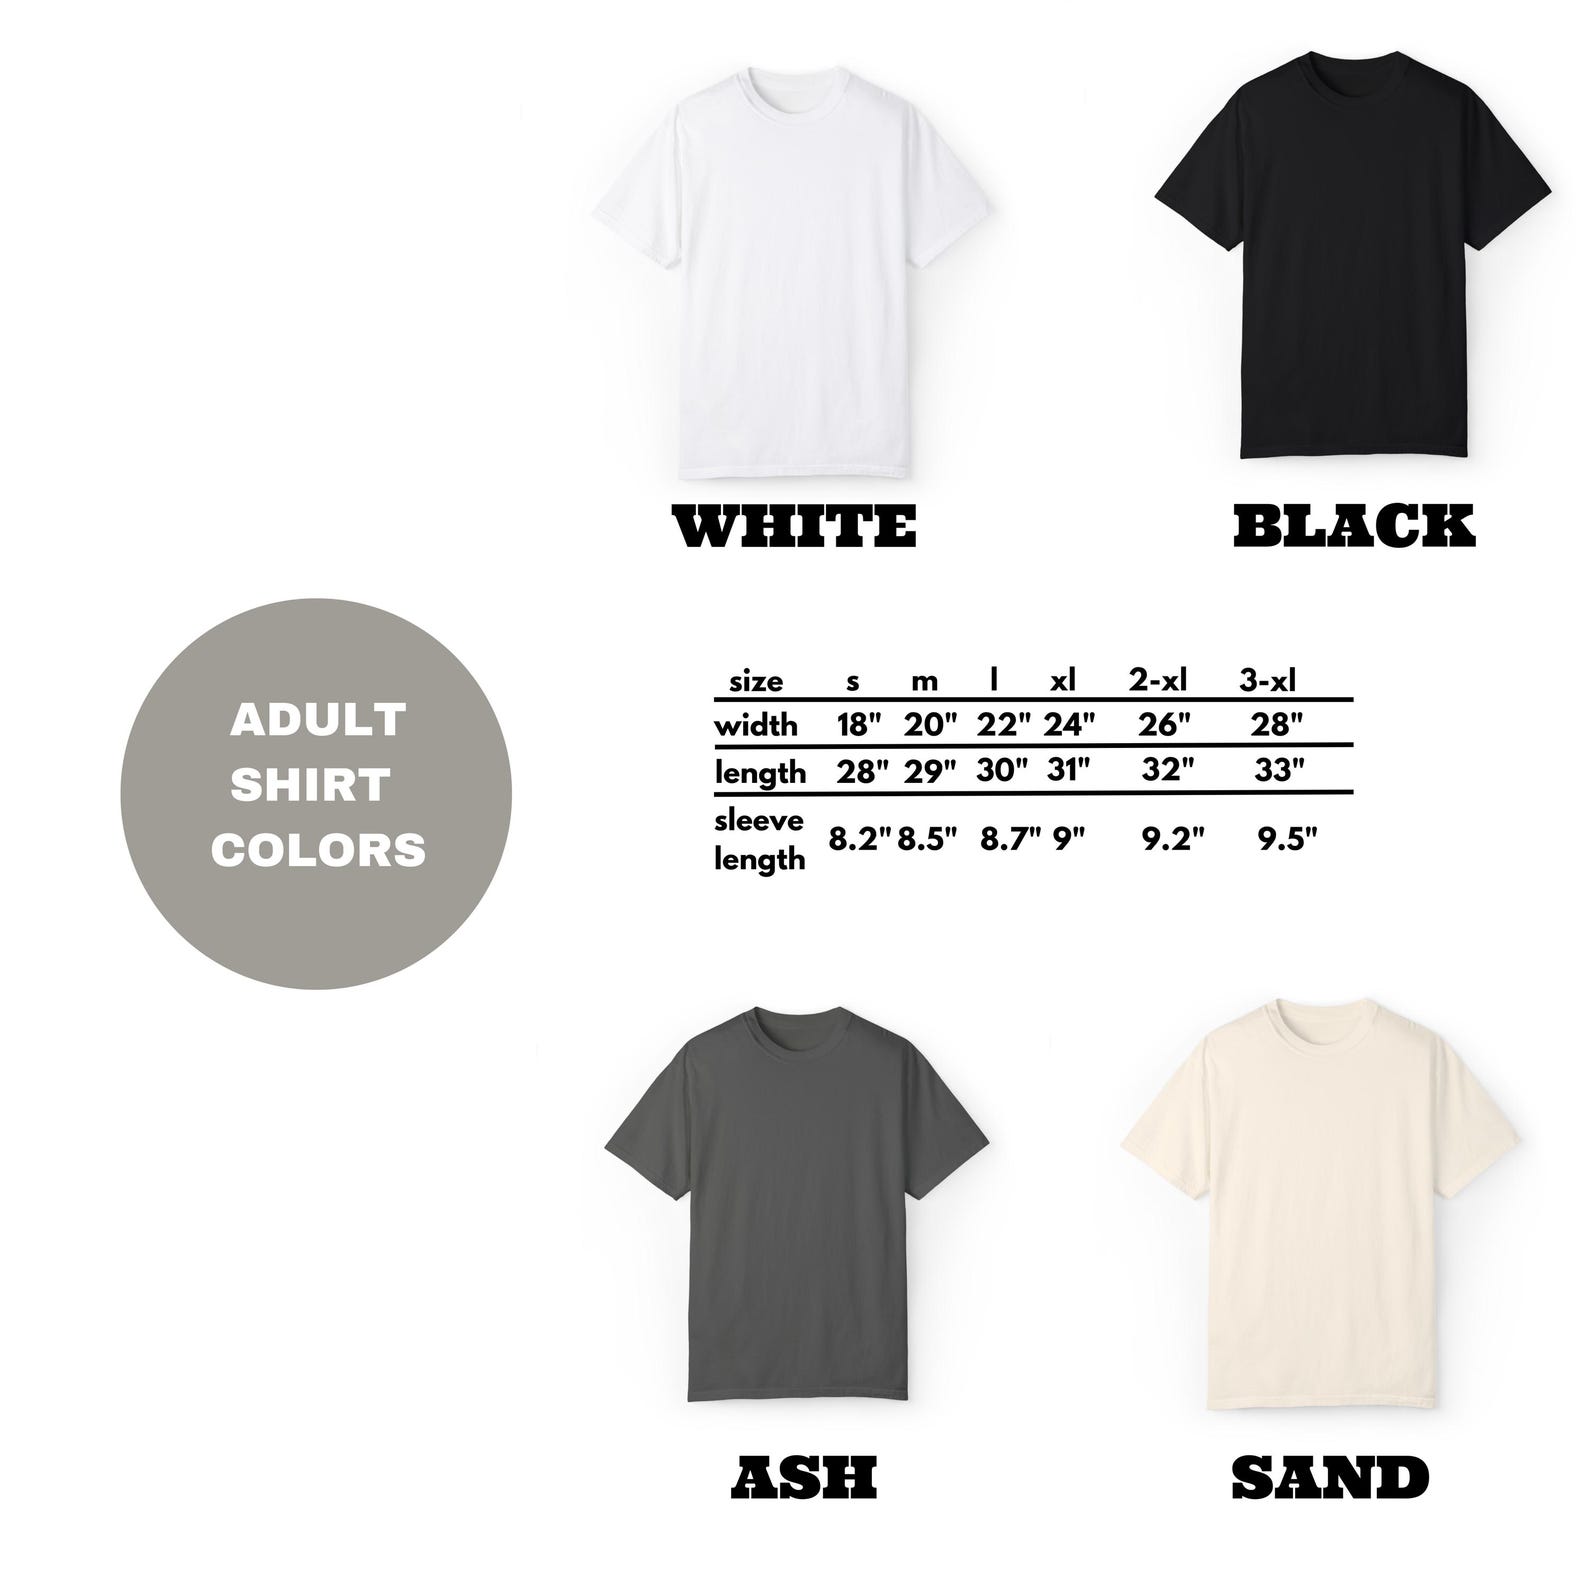 WHITE
BLACK
ADULT
SHIRT
COLORS
size s m l xl 2-xl 3-xl
width 18" 20" 22" 24" 26" 28"
length 28" 29" 30" 31" 32" 33"
sleeve length 8.2" 8.5" 8.7" 9" 9.2" 9.5"
ASH
SAND